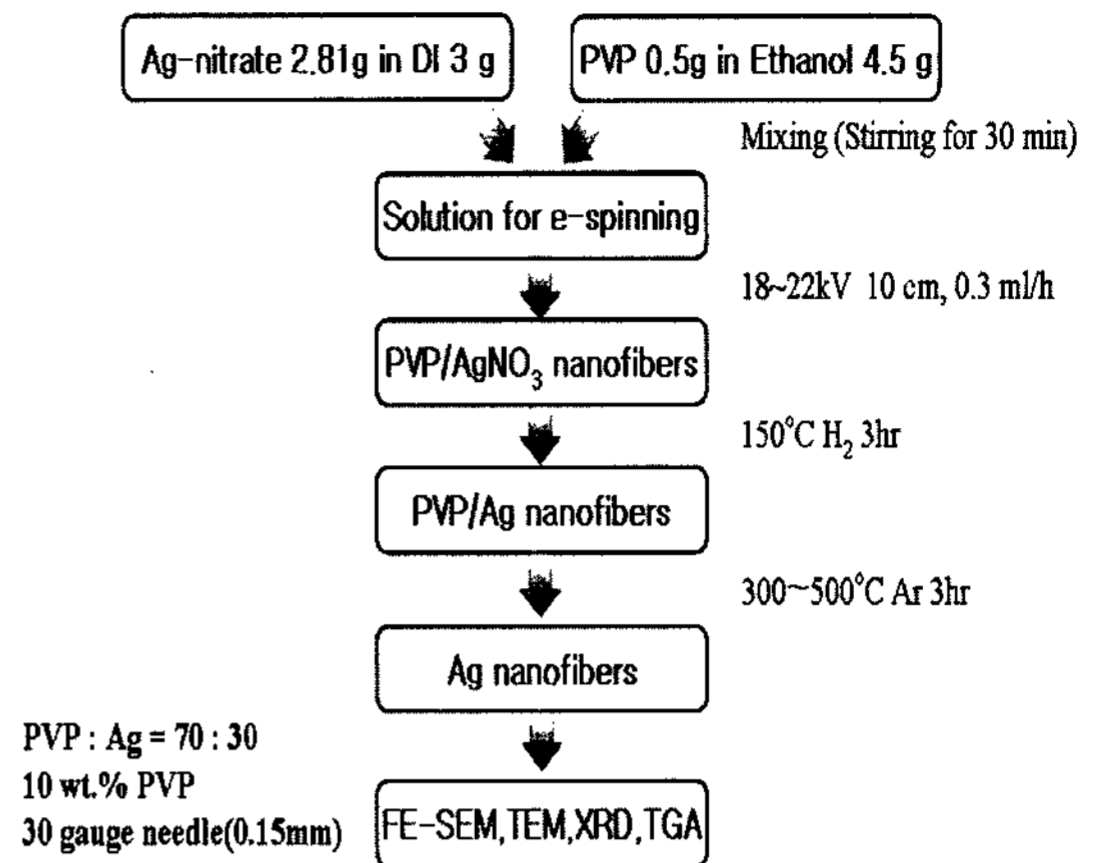 Ag-nitrate 2.81g in DI 3 g
PVP 0.5g in Ethanol 4.5 g
Mixing (Stirring for 30 min)
Solution for e-spinning
18~22kV 10 cm, 0.3 ml/h
PVP/AgNO₃ nanofibers
150°C H₂ 3hr
PVP/Ag nanofibers
300~500°C Ar 3hr
Ag nanofibers
PVP : Ag = 70 : 30
10 wt.% PVP
30 gauge needle(0.15mm)
FE-SEM,TEM,XRD,TGA